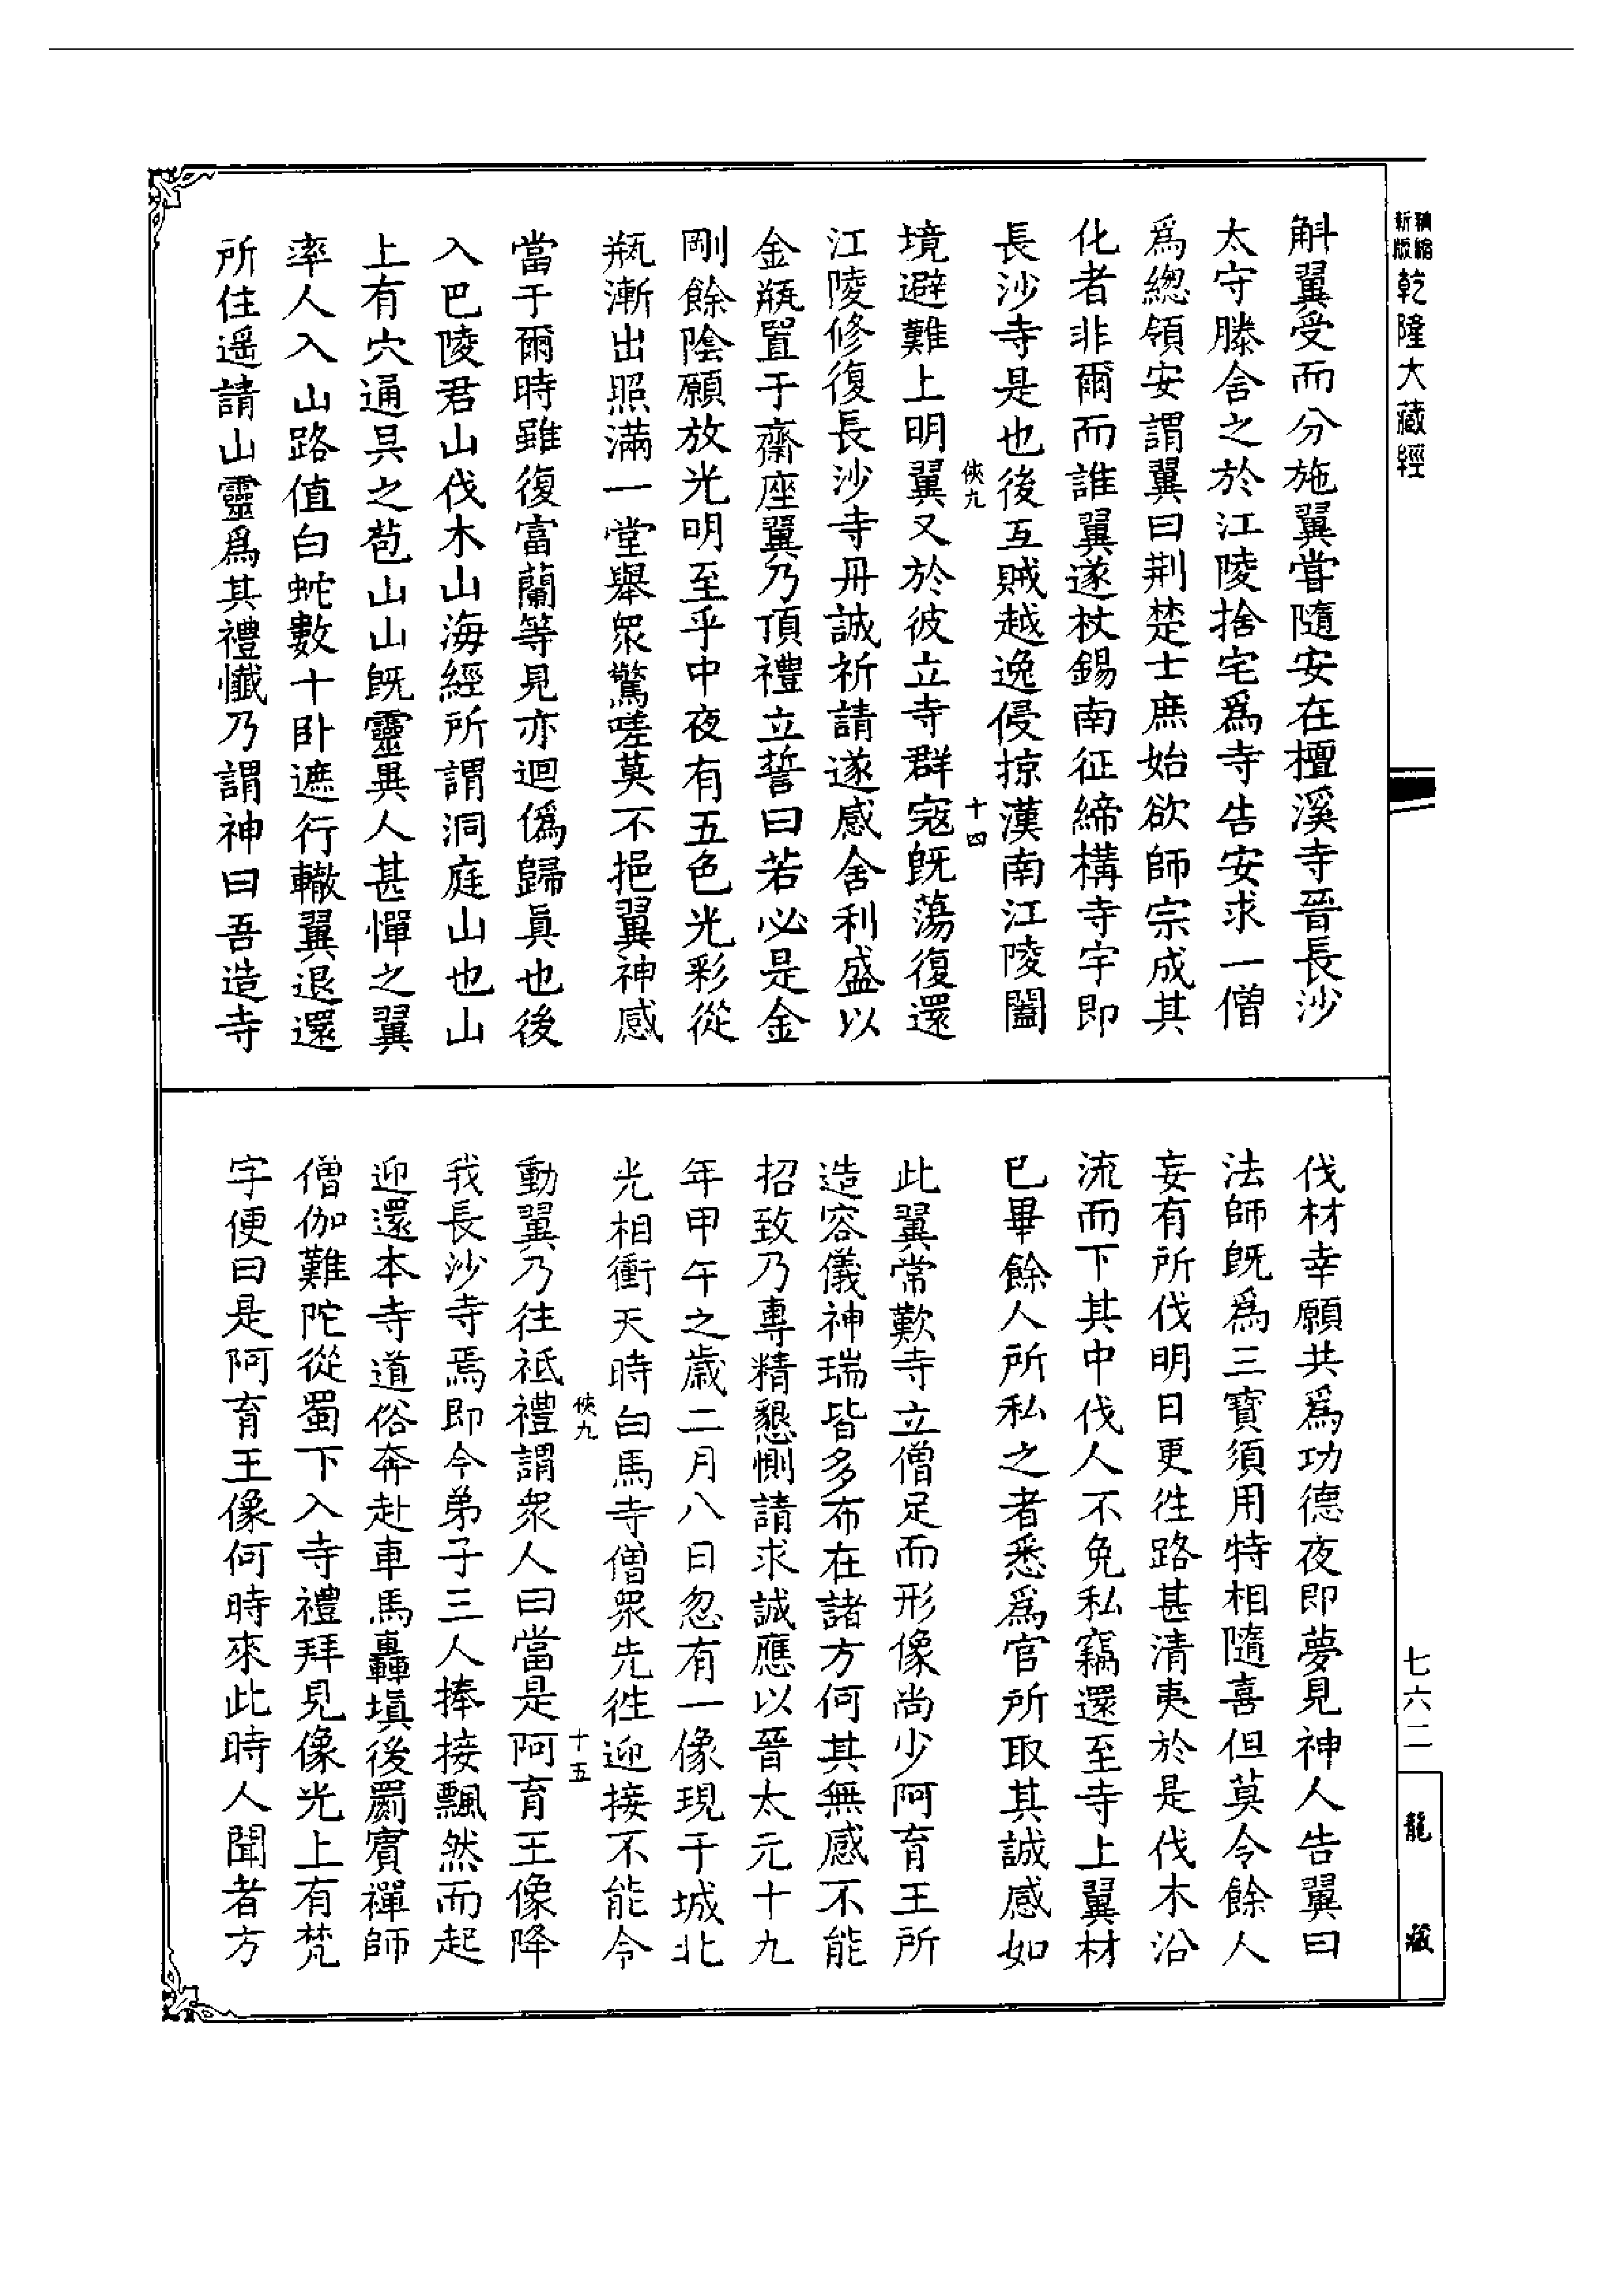 斛翼受而分施翼嘗隨安在檀溪寺晉長沙
太守滕舍之於江陵捨宅爲寺告安求一僧
爲總領安謂翼曰荆楚士庶始欲師宗成其
化者非爾而誰翼遂杖錫南征締構寺宇即
長沙寺是也後互賊越逸侵掠漢南江陵闔
俠九
十四
境避難上明翼又於彼立寺群寇既蕩復還
江陵修復長沙寺冊誠祈請遂感舍利盛以
金瓶置于齋座翼乃頂禮立誓曰若必是金
剛餘陰願放光明至乎中夜有五色光彩從
瓶漸出照滿一堂舉衆驚嗟莫不挹翼神感
當于爾時雖復富蘭等見亦迴僞歸眞也後
入巴陵君山伐木山海經所謂洞庭山也山
上有穴通吳之苞山山既靈異人甚憚之翼
率人入山路值白蛇數十卧遮行轍翼退還
所住遥請山靈爲其禮懺乃謂神曰吾造寺
伐材幸願共爲功德夜即夢見神人告翼曰
法師既爲三寳須用特相隨喜但莫令餘人
妄有所伐明日更徃路甚清夷於是伐木沿
流而下其中伐人不免私竊還至寺上翼材
巳畢餘人所私之者悉爲官所取其誠感如
此翼常歎寺立僧足而形像尚少阿育王所
造容儀神瑞皆多布在諸方何其無感不能
招致乃專精懇惻請求誠應以晉太元十九
年甲午之歲二月八日忽有一像現于城北
光相衝天時白馬寺僧衆先徃迎接不能令
俠九
十五
動翼乃往祇禮謂衆人曰當是阿育王像降
我長沙寺焉即令弟子三人捧接飄然而起
迎還本寺道俗奔赴車馬轟填後罽賓禪師
僧伽難陀從蜀下入寺禮拜見像光上有梵
字便曰是阿育王像何時來此時人聞者方
新版
精縮
乾隆大藏經
七六二
龍藏